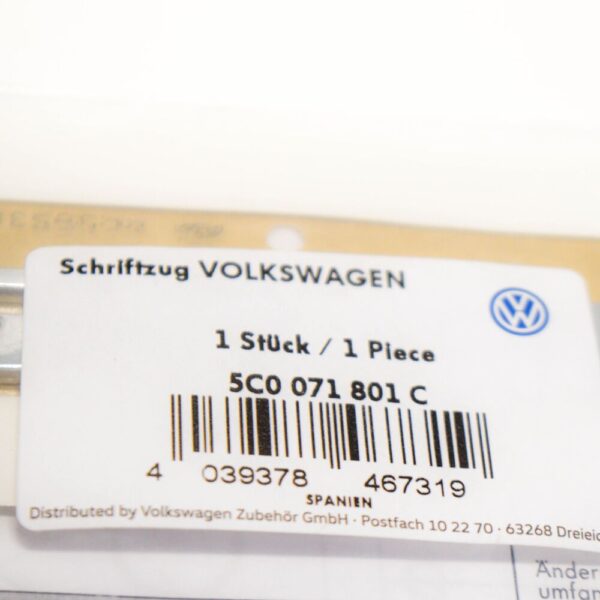 Schriftzug VOLKSWAGEN
1 Stück / 1 Piece
5C0 071 801 C
4 039378 467319
SPANIEN
Distributed by Volkswagen Zubehör GmbH · Postfach 10 22 70 · 63268 Dreieic
Änder
umfan